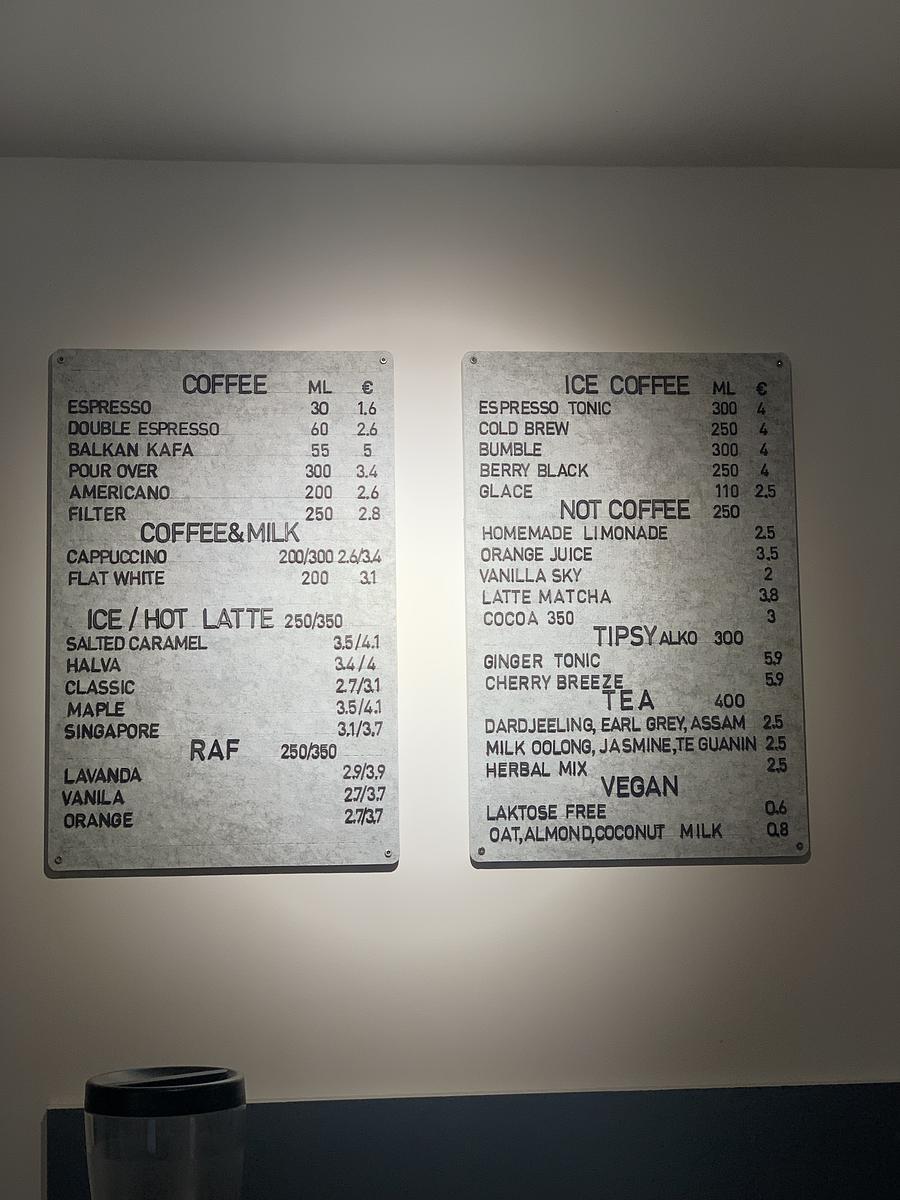 COFFEE ML €
ESPRESSO 30 1.6
DOUBLE ESPRESSO 60 2.6
BALKAN KAFA 55 5
POUR OVER 300 3.4
AMERICANO 200 2.6
FILTER 250 2.8
COFFEE&MILK
CAPPUCCINO 200/300 2.6/3.4
FLAT WHITE 200 3.1
ICE / HOT LATTE 250/350
SALTED CARAMEL 3.5/4.1
HALVA 3.4/4
CLASSIC 2.7/3.1
MAPLE 3.5/4.1
SINGAPORE 3.1/3.7
RAF 250/350
LAVANDA 2.9/3.9
VANILA 2.7/3.7
ORANGE 2.7/3.7
ICE COFFEE ML €
ESPRESSO TONIC 300 4
COLD BREW 250 4
BUMBLE 300 4
BERRY BLACK 250 4
GLACE 110 2.5
NOT COFFEE 250
HOMEMADE LIMONADE 2.5
ORANGE JUICE 3.5
VANILLA SKY 2
LATTE MATCHA 3.8
COCOA 350 3
TIPSY ALKO 300
GINGER TONIC 5.9
CHERRY BREEZE 5.9
TEA 400
DARDJEELING, EARL GREY, ASSAM 2.5
MILK OOLONG, JASMINE,TE GUANIN 2.5
HERBAL MIX 2.5
VEGAN
LAKTOSE FREE 0.6
OAT,ALMOND,COCONUT MILK 0.8